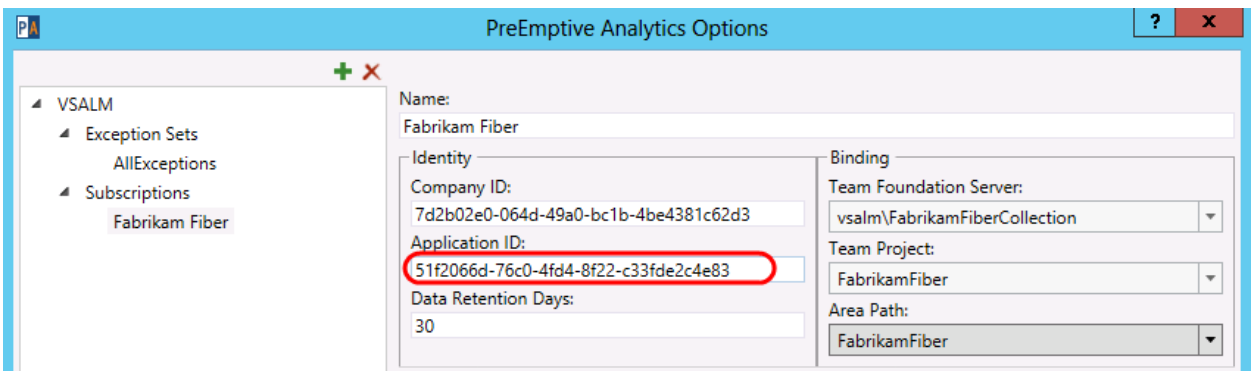 PA
PreEmptive Analytics Options
?
x
VSALM
Exception Sets
AllExceptions
Subscriptions
Fabrikam Fiber
Name:
Fabrikam Fiber
Identity
Company ID:
7d2b02e0-064d-49a0-bc1b-4be4381c62d3
Application ID:
51f2066d-76c0-4fd4-8f22-c33fde2c4e83
Data Retention Days:
30
Binding
Team Foundation Server:
vsalm\FabrikamFiberCollection
Team Project:
FabrikamFiber
Area Path:
FabrikamFiber